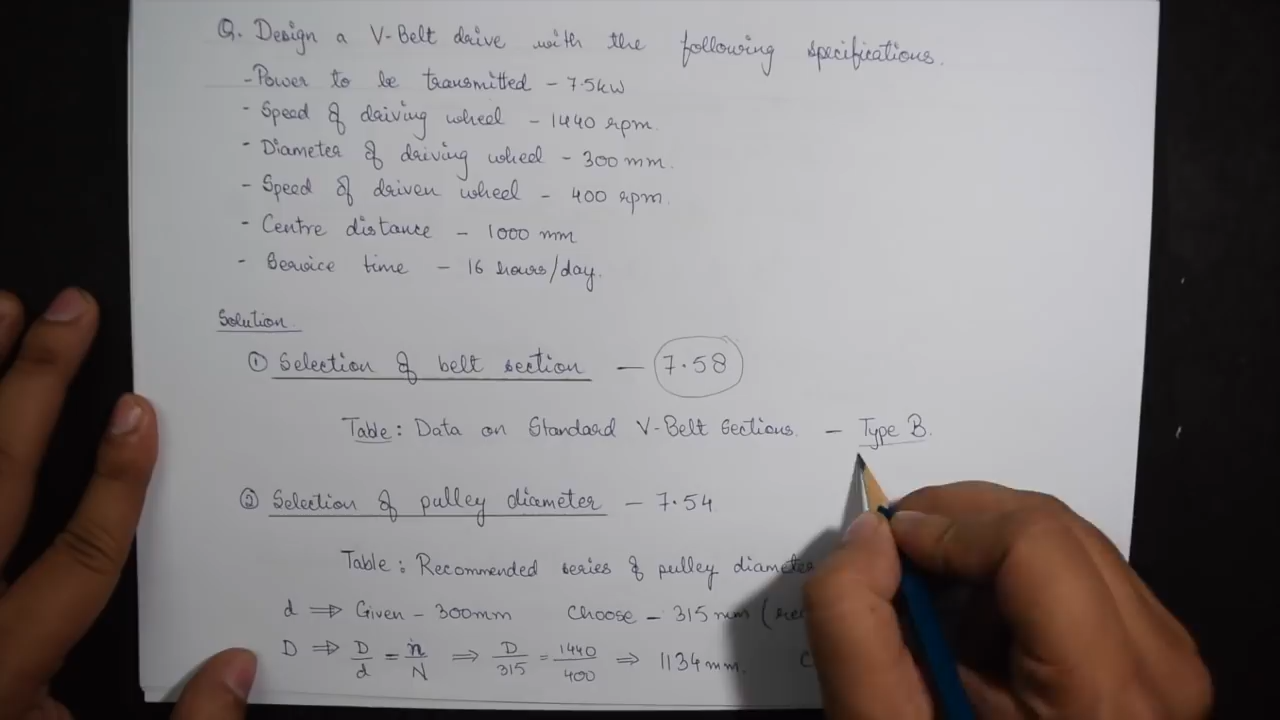 Q. Design a V-Belt drive with the following specifications.
- Power to be transmitted - 7.5kW
- Speed of driving wheel - 1440 rpm.
- Diameter of driving wheel - 300 mm.
- Speed of driven wheel - 400 rpm.
- Centre distance - 1000 mm
- Service time - 16 hours/day.
Solution.
① Selection of belt section — 7.58
Table: Data on Standard V-Belt Sections. - Type B.
② Selection of pulley diameter - 7.54
Table: Recommended series of pulley diameter
d ⇒ Given - 300mm Choose - 315 mm
D ⇒ D/d = n/N ⇒ D/315 = 1440/400 ⇒ 1134 mm.